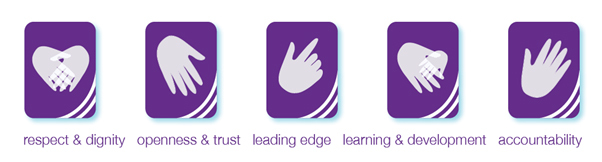 respect & dignity openness & trust leading edge learning & development accountability